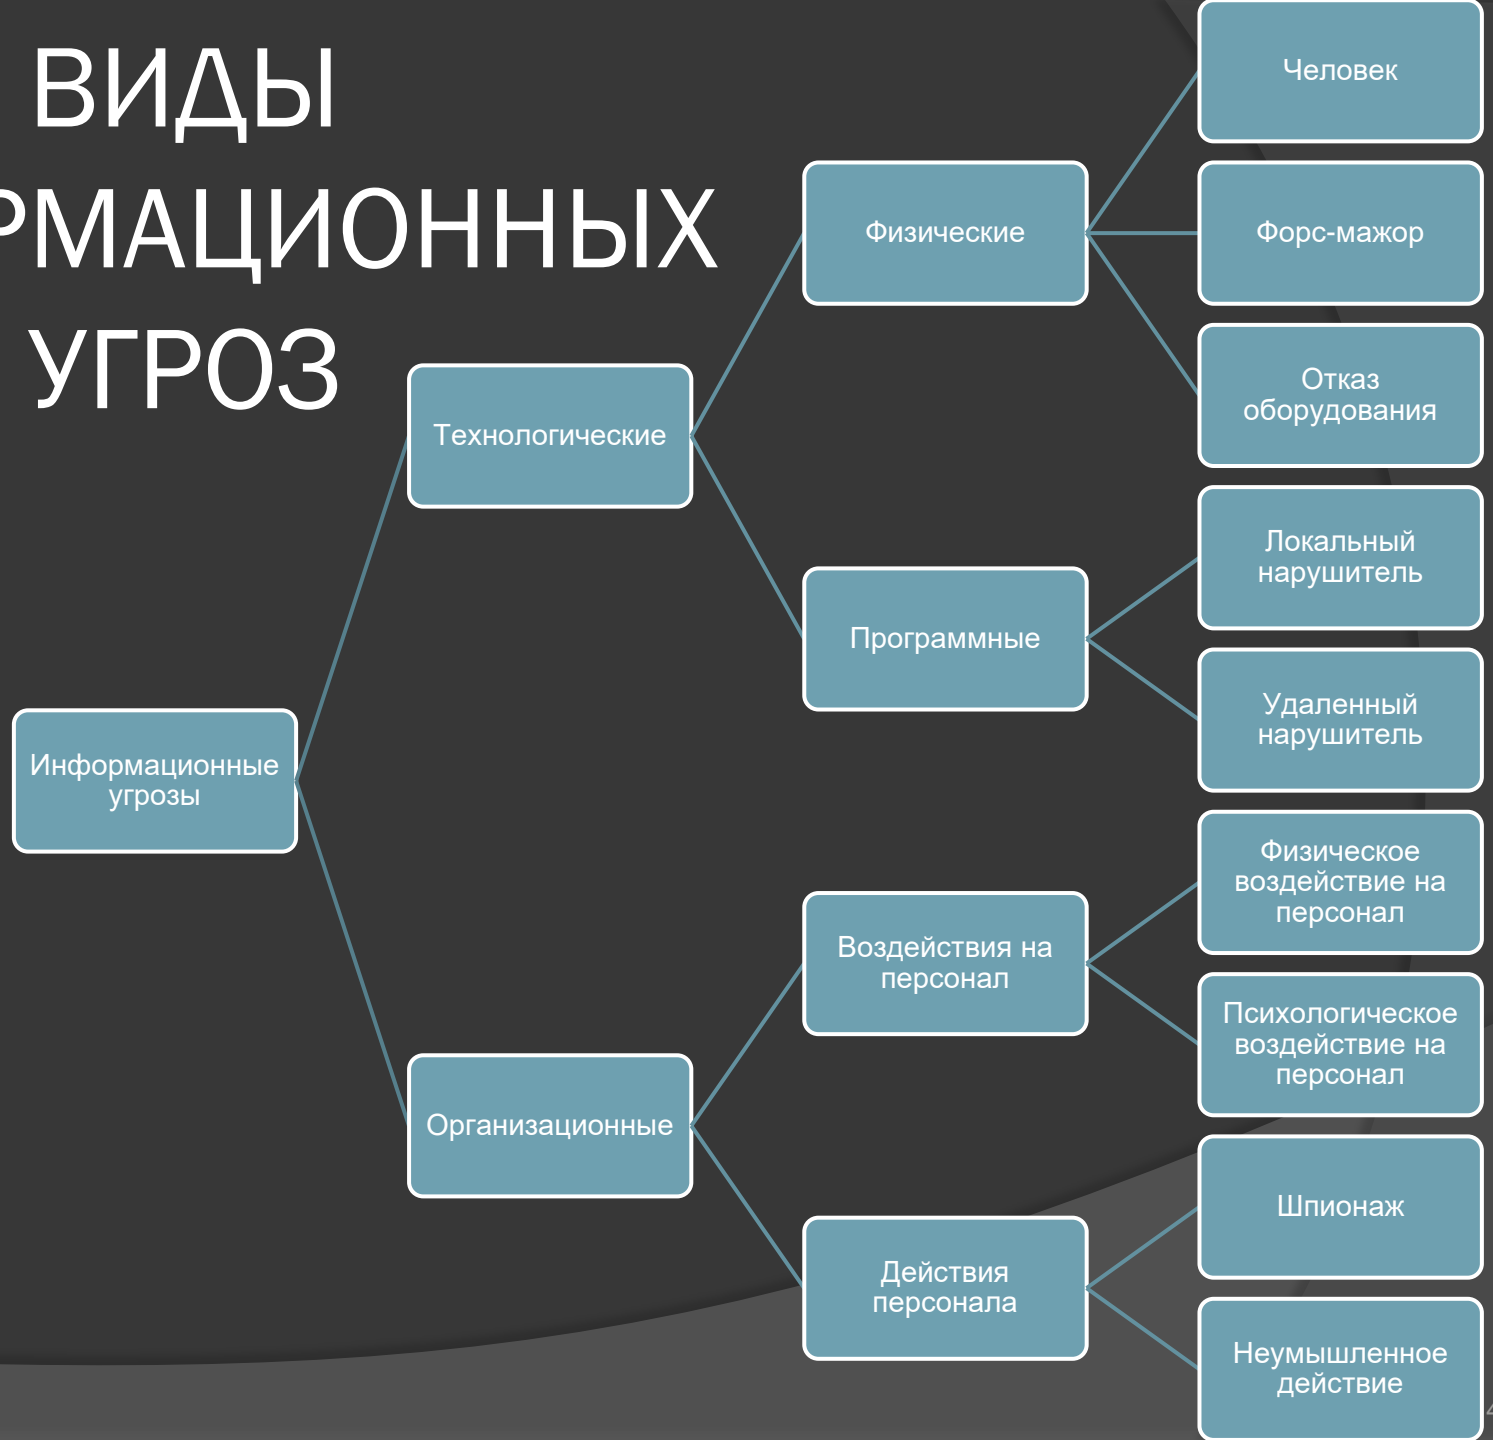 ВИДЫ
РМАЦИОННЫХ
УГРОЗ
Информационные
угрозы
Технологические
Физические
Человек
Форс-мажор
Отказ
оборудования
Программные
Локальный
нарушитель
Удаленный
нарушитель
Организационные
Воздействия на
персонал
Физическое
воздействие на
персонал
Психологическое
воздействие на
персонал
Действия
персонала
Шпионаж
Неумышленное
действие